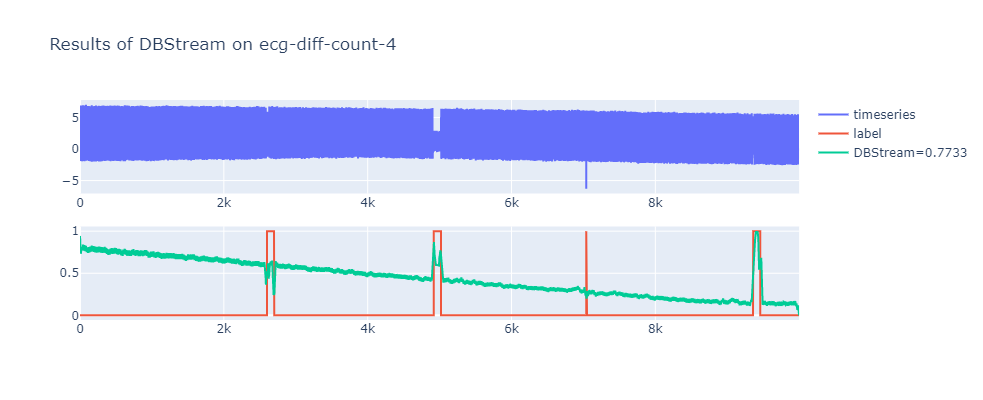 Results of DBStream on ecg-diff-count-4
5
0
−5
0
2k
4k
6k
8k
timeseries
label
DBStream=0.7733
1
0.5
0
0
2k
4k
6k
8k